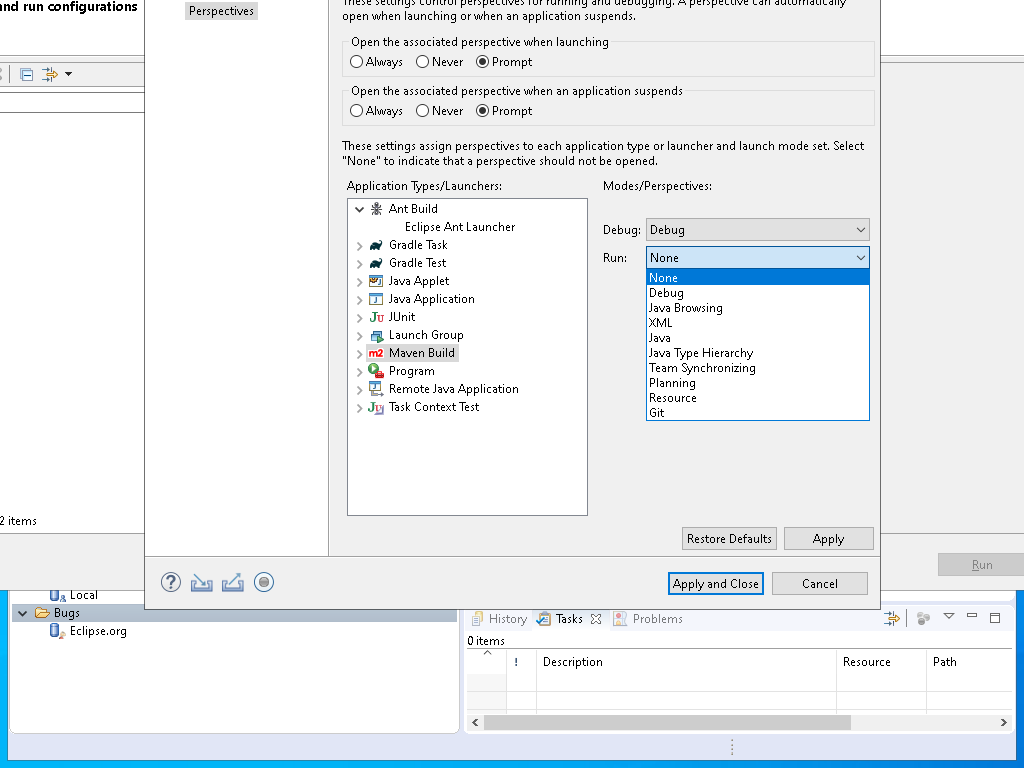 and run configurations
Perspectives
These settings control perspectives for running and debugging. A perspective can automatically
open when launching or when an application suspends.
Open the associated perspective when launching
Always Never Prompt
Open the associated perspective when an application suspends
Always Never Prompt
These settings assign perspectives to each application type or launcher and launch mode set. Select
"None" to indicate that a perspective should not be opened.
Application Types/Launchers:
Modes/Perspectives:
Ant Build
Eclipse Ant Launcher
Gradle Task
Gradle Test
Java Applet
Java Application
JUnit
Launch Group
Maven Build
Program
Remote Java Application
Task Context Test
Debug: Debug
Run: None
None
Debug
Java Browsing
XML
Java
Java Type Hierarchy
Team Synchronizing
Planning
Resource
Git
2 items
Restore Defaults Apply
Run
Apply and Close Cancel
Local
Bugs
Eclipse.org
History Tasks Problems
0 items
! Description Resource Path